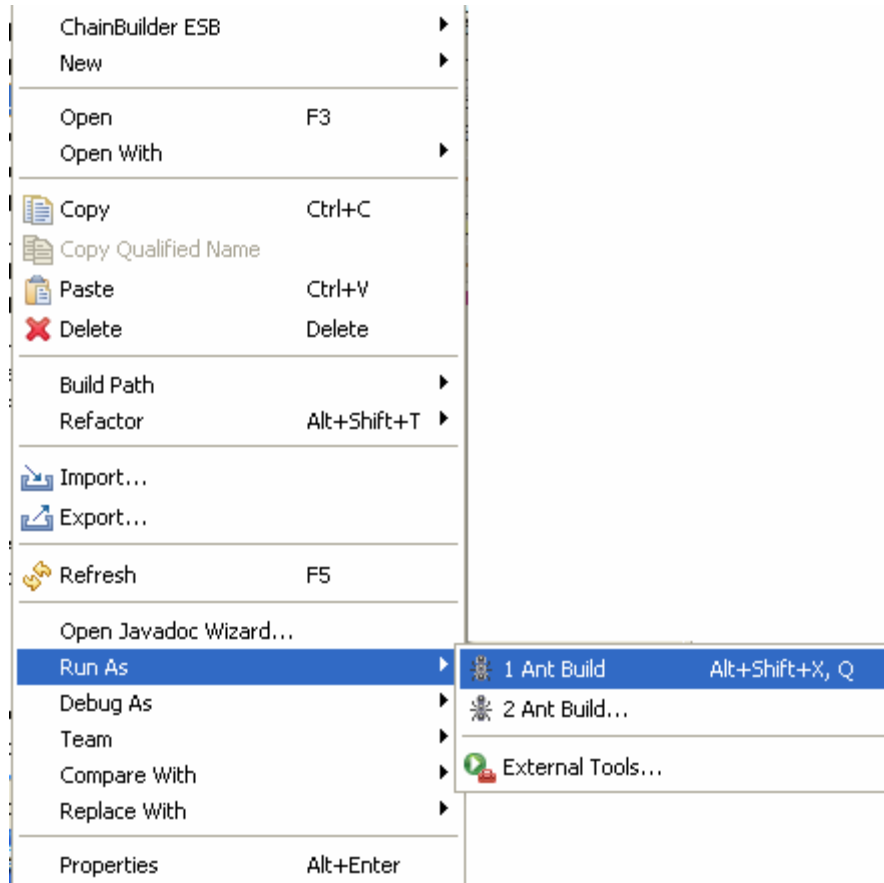 ChainBuilder ESB
New
Open F3
Open With
Copy Ctrl+C
Copy Qualified Name
Paste Ctrl+V
Delete Delete
Build Path
Refactor Alt+Shift+T
Import...
Export...
Refresh F5
Open Javadoc Wizard...
Run As
1 Ant Build Alt+Shift+X, Q
Debug As
2 Ant Build...
Team
External Tools...
Compare With
Replace With
Properties Alt+Enter